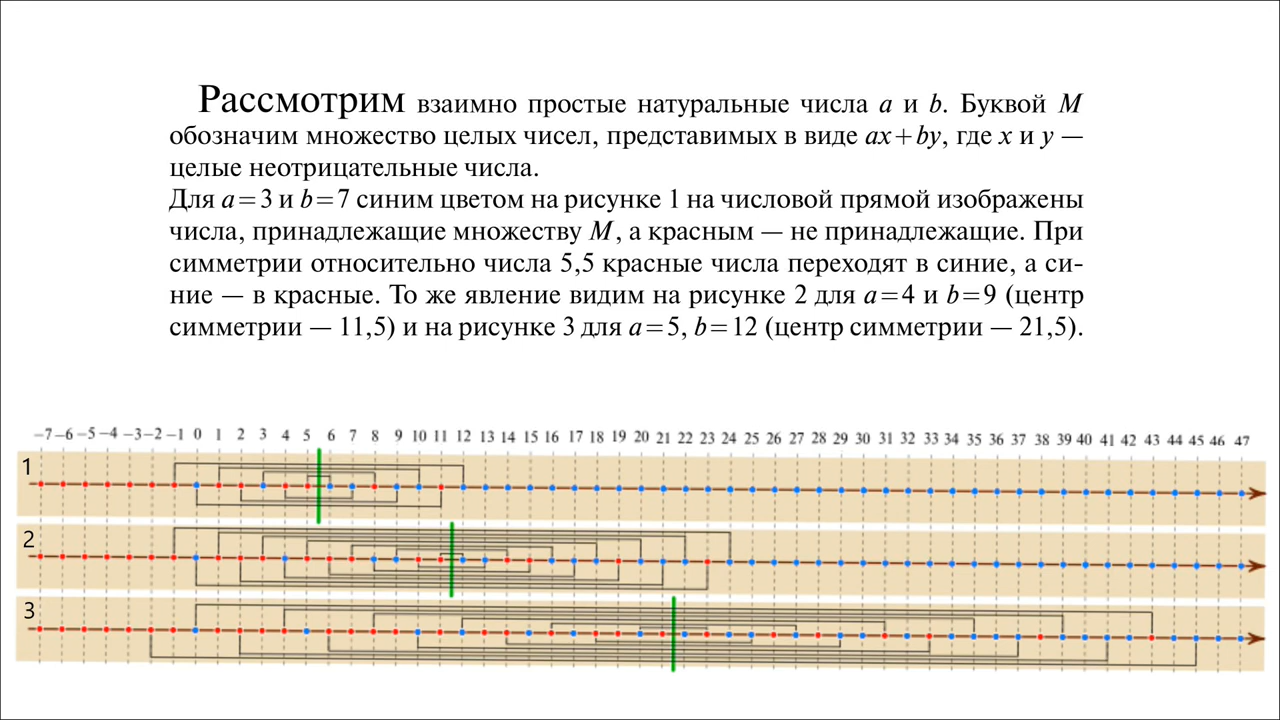 Рассмотрим взаимно простые натуральные числа a и b. Буквой M
обозначим множество целых чисел, представимых в виде ax+by, где x и y —
целые неотрицательные числа.
Для a=3 и b=7 синим цветом на рисунке 1 на числовой прямой изображены
числа, принадлежащие множеству M, а красным — не принадлежащие. При
симметрии относительно числа 5,5 красные числа переходят в синие, а си-
ние — в красные. То же явление видим на рисунке 2 для a=4 и b=9 (центр
симметрии — 11,5) и на рисунке 3 для a=5, b=12 (центр симметрии — 21,5).
−7 −6 −5 −4 −3 −2 −1 0 1 2 3 4 5 6 7 8 9 10 11 12 13 14 15 16 17 18 19 20 21 22 23 24 25 26 27 28 29 30 31 32 33 34 35 36 37 38 39 40 41 42 43 44 45 46 47
1
2
3